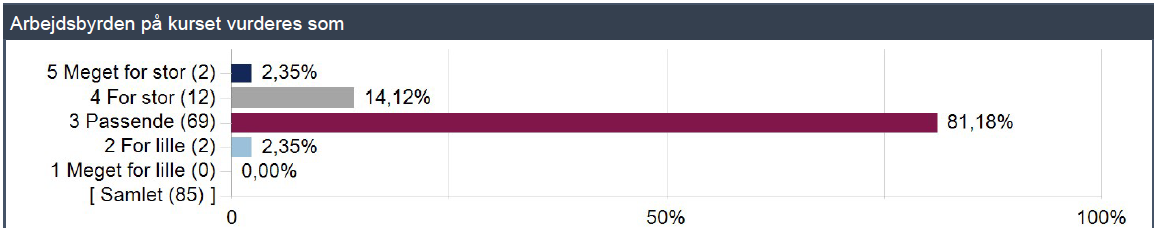 Arbejdsbyrden på kurset vurderes som
5 Meget for stor (2) 2,35%
4 For stor (12) 14,12%
3 Passende (69) 81,18%
2 For lille (2) 2,35%
1 Meget for lille (0) 0,00%
[ Samlet (85) ]
0 50% 100%